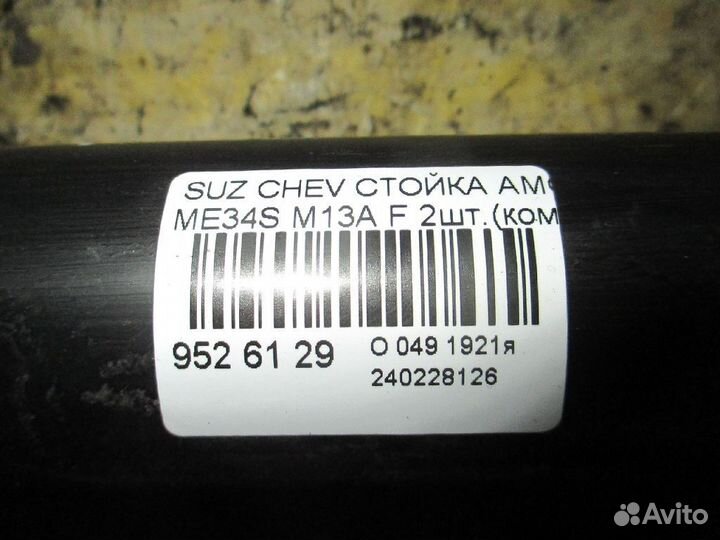 SUZ CHEV СТОЙКА АМ
ME34S M13A F 2шт.(ком
952 61 29
О 049 1921я
240228126
Avito